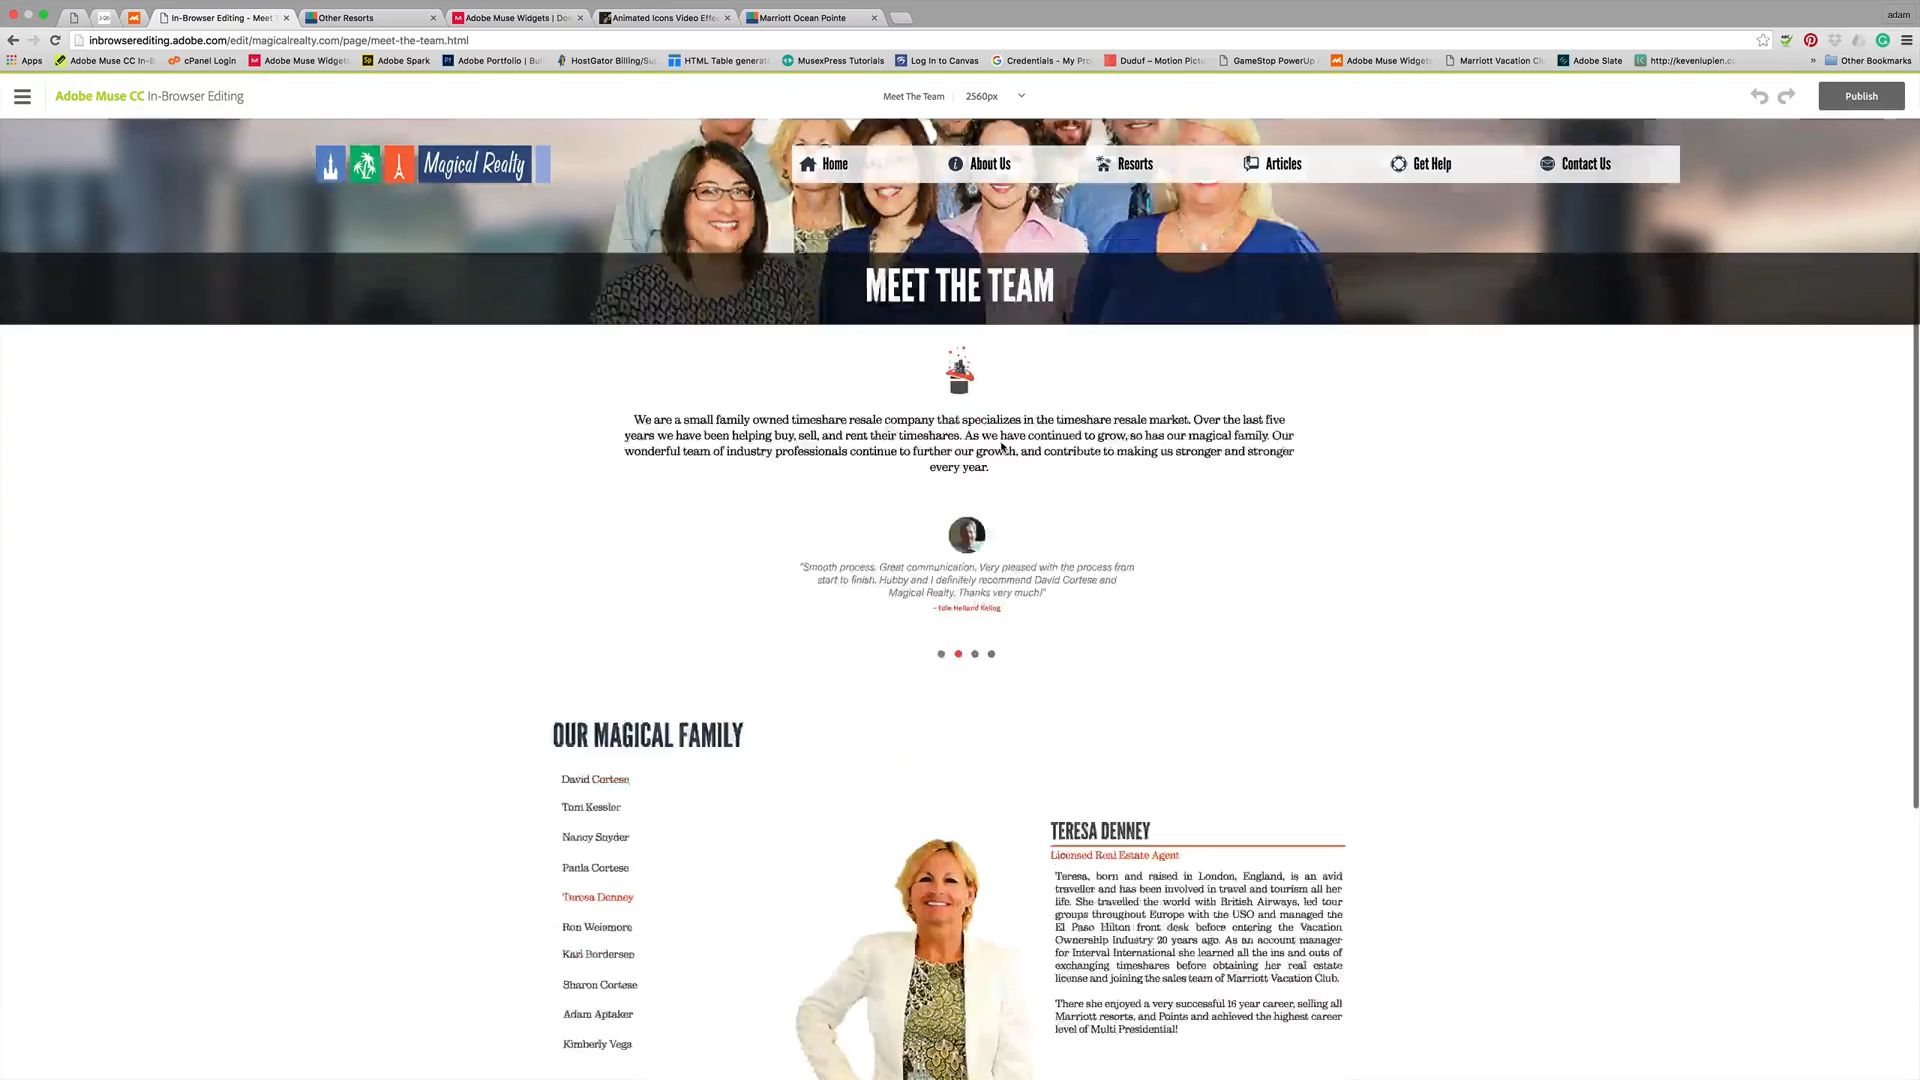 adam
In-Browser Editing - Meet
Other Resorts
Adobe Muse Widgets | Dow
Animated Icons Video Effe
Marriott Ocean Pointe
inbrowserediting.adobe.com/edit/magicalrealty.com/page/meet-the-team.html
Apps
Adobe Muse CC In-B
cPanel Login
Adobe Muse Widgets
Adobe Spark
Adobe Portfolio | Bu
HostGator Billing/Su
HTML Table generat
MusexPress Tutorials
Log In to Canvas
Credentials - My Pro
Duduf – Motion Pict
GameStop PowerUp
Adobe Muse Widget
Marriott Vacation Cl
Adobe Slate
http://kevenlupien.c
» Other Bookmarks
Adobe Muse CC In-Browser Editing
Meet The Team
2560px
Publish
Magical Realty
Home
About Us
Resorts
Articles
Get Help
Contact Us
MEET THE TEAM
We are a small family owned timeshare resale company that specializes in the timeshare resale market. Over the last five
years we have been helping buy, sell, and rent their timeshares. As we have continued to grow, so has our magical family. Our
wonderful team of industry professionals continue to further our growth, and contribute to making us stronger and stronger
every year.
"Smooth process. Great communication, Very pleased with the process from
start to finish. Hubby and I definitely recommend David Cortese and
Magical Realty. Thanks very much!"
- Edie Helland Kellog
OUR MAGICAL FAMILY
David Cortese
Tom Kessler
Nancy Snyder
Paula Cortese
Teresa Denney
Ron Weismore
Kari Bordersen
Sharon Cortese
Adam Aptaker
Kimberly Vega
TERESA DENNEY
Licensed Real Estate Agent
Teresa, born and raised in London, England, is an avid
traveller and has been involved in travel and tourism all her
life. She travelled the world with British Airways, led tour
groups throughout Europe with the USO and managed the
El Paso Hilton front desk before entering the Vacation
Ownership industry 20 years ago. As an account manager
for Interval International she learned all the ins and outs of
exchanging timeshares before obtaining her real estate
license and joining the sales team of Marriott Vacation Club.
There she enjoyed a very successful 16 year career, selling all
Marriott resorts, and Points and achieved the highest career
level of Multi Presidential!